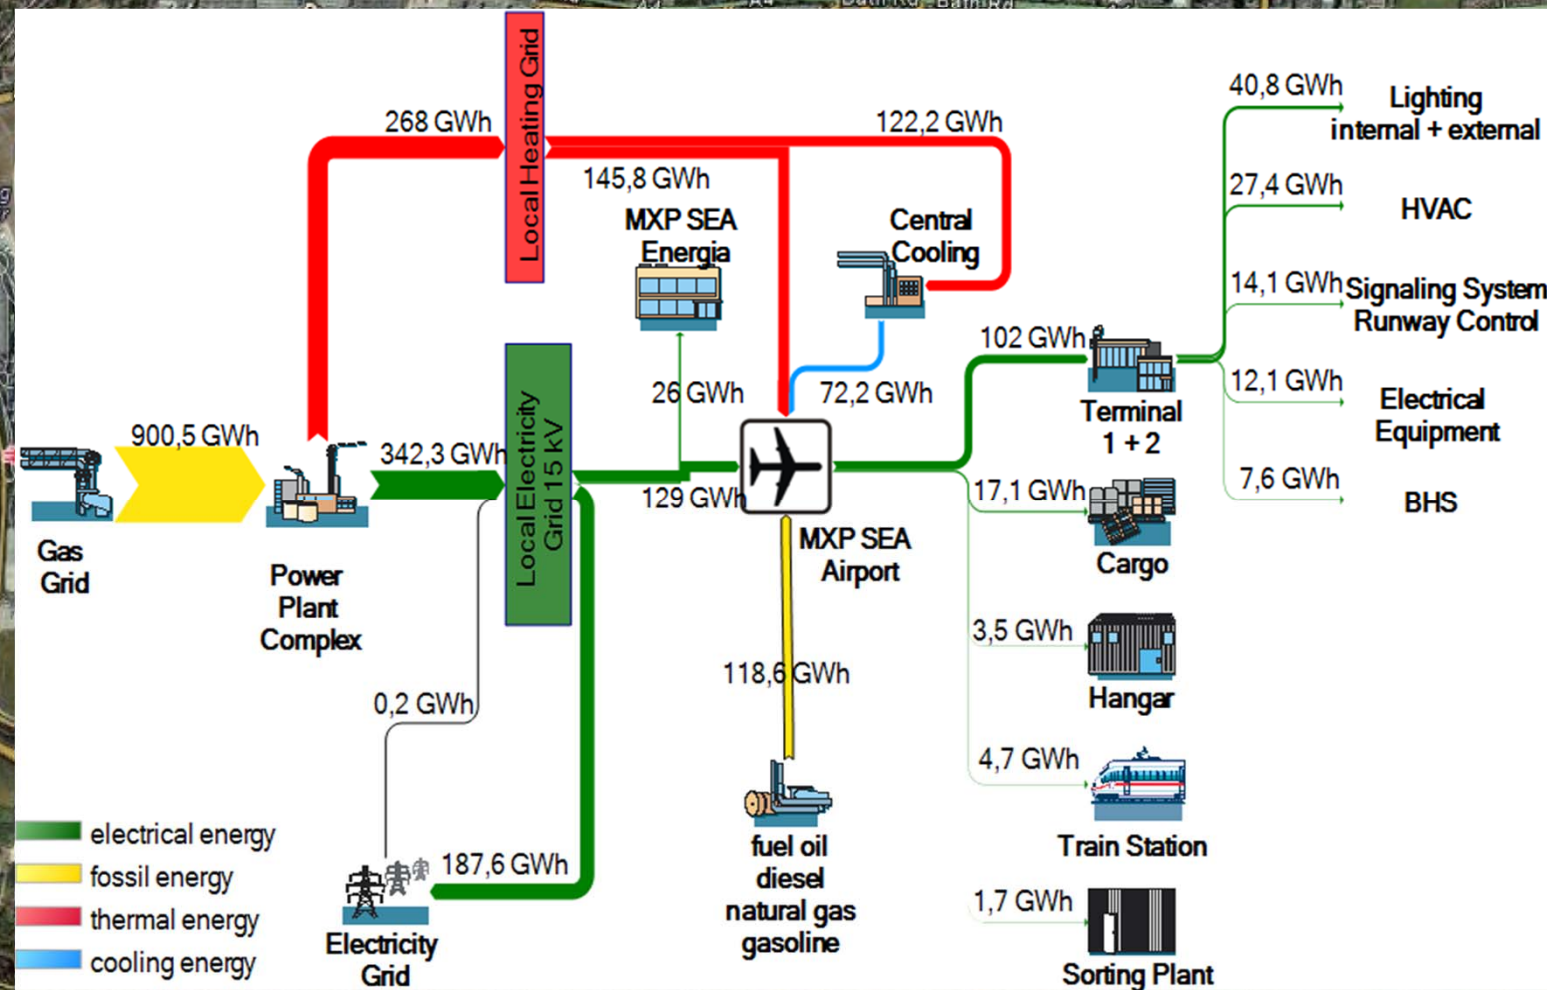 Bath Rd
Bath Rd
A4
A4
40,8 GWh
Lighting
internal + external
268 GWh
Local Heating Grid
122,2 GWh
145,8 GWh
27,4 GWh
HVAC
MXP SEA
Energia
Central
Cooling
14,1 GWh
Signaling System
Runway Control
102 GWh
26 GWh
72,2 GWh
12,1 GWh
Electrical
Equipment
Terminal
1 + 2
900,5 GWh
342,3 GWh
Local Electricity
Grid 15 kV
129 GWh
17,1 GWh
7,6 GWh
BHS
Gas
Grid
Power
Plant
Complex
MXP SEA
Airport
Cargo
3,5 GWh
118,6 GWh
Hangar
0,2 GWh
4,7 GWh
electrical energy
fossil energy
thermal energy
cooling energy
187,6 GWh
fuel oil
diesel
natural gas
gasoline
Train Station
1,7 GWh
Electricity
Grid
Sorting Plant